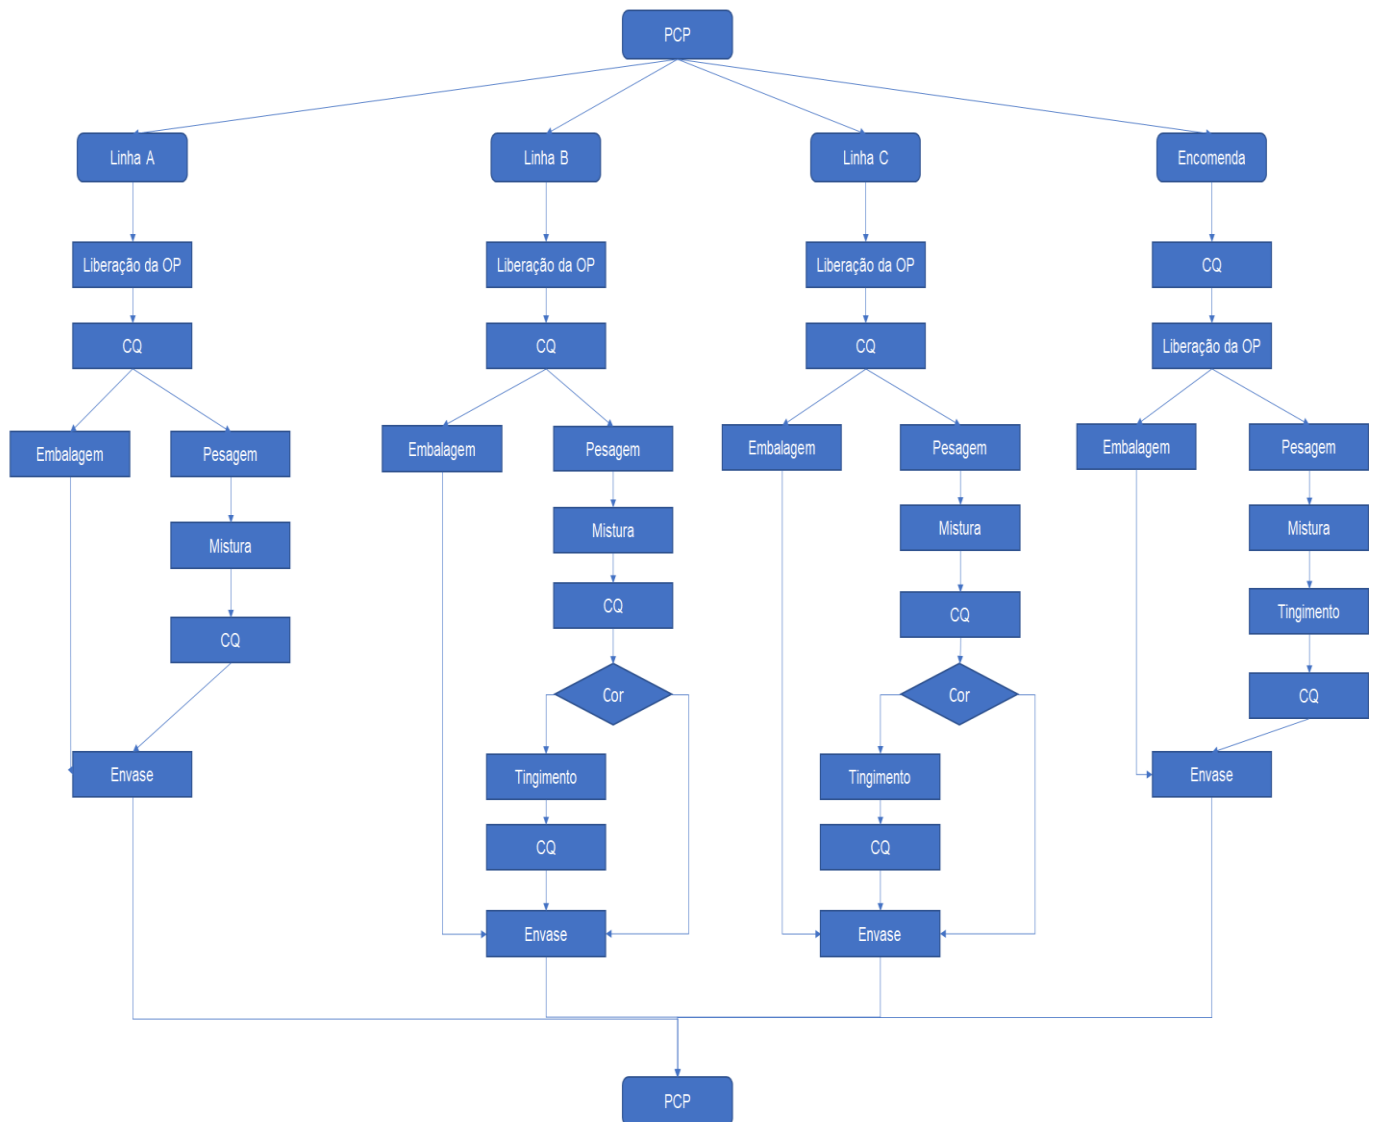 PCP
Linha A
Linha B
Linha C
Encomenda
Liberação da OP
Liberação da OP
Liberação da OP
CQ
CQ
CQ
CQ
Liberação da OP
Embalagem
Pesagem
Embalagem
Pesagem
Embalagem
Pesagem
Embalagem
Pesagem
Mistura
Mistura
Mistura
Mistura
CQ
CQ
CQ
Tingimento
Cor
Cor
CQ
Envase
Tingimento
Tingimento
Envase
CQ
CQ
Envase
Envase
PCP